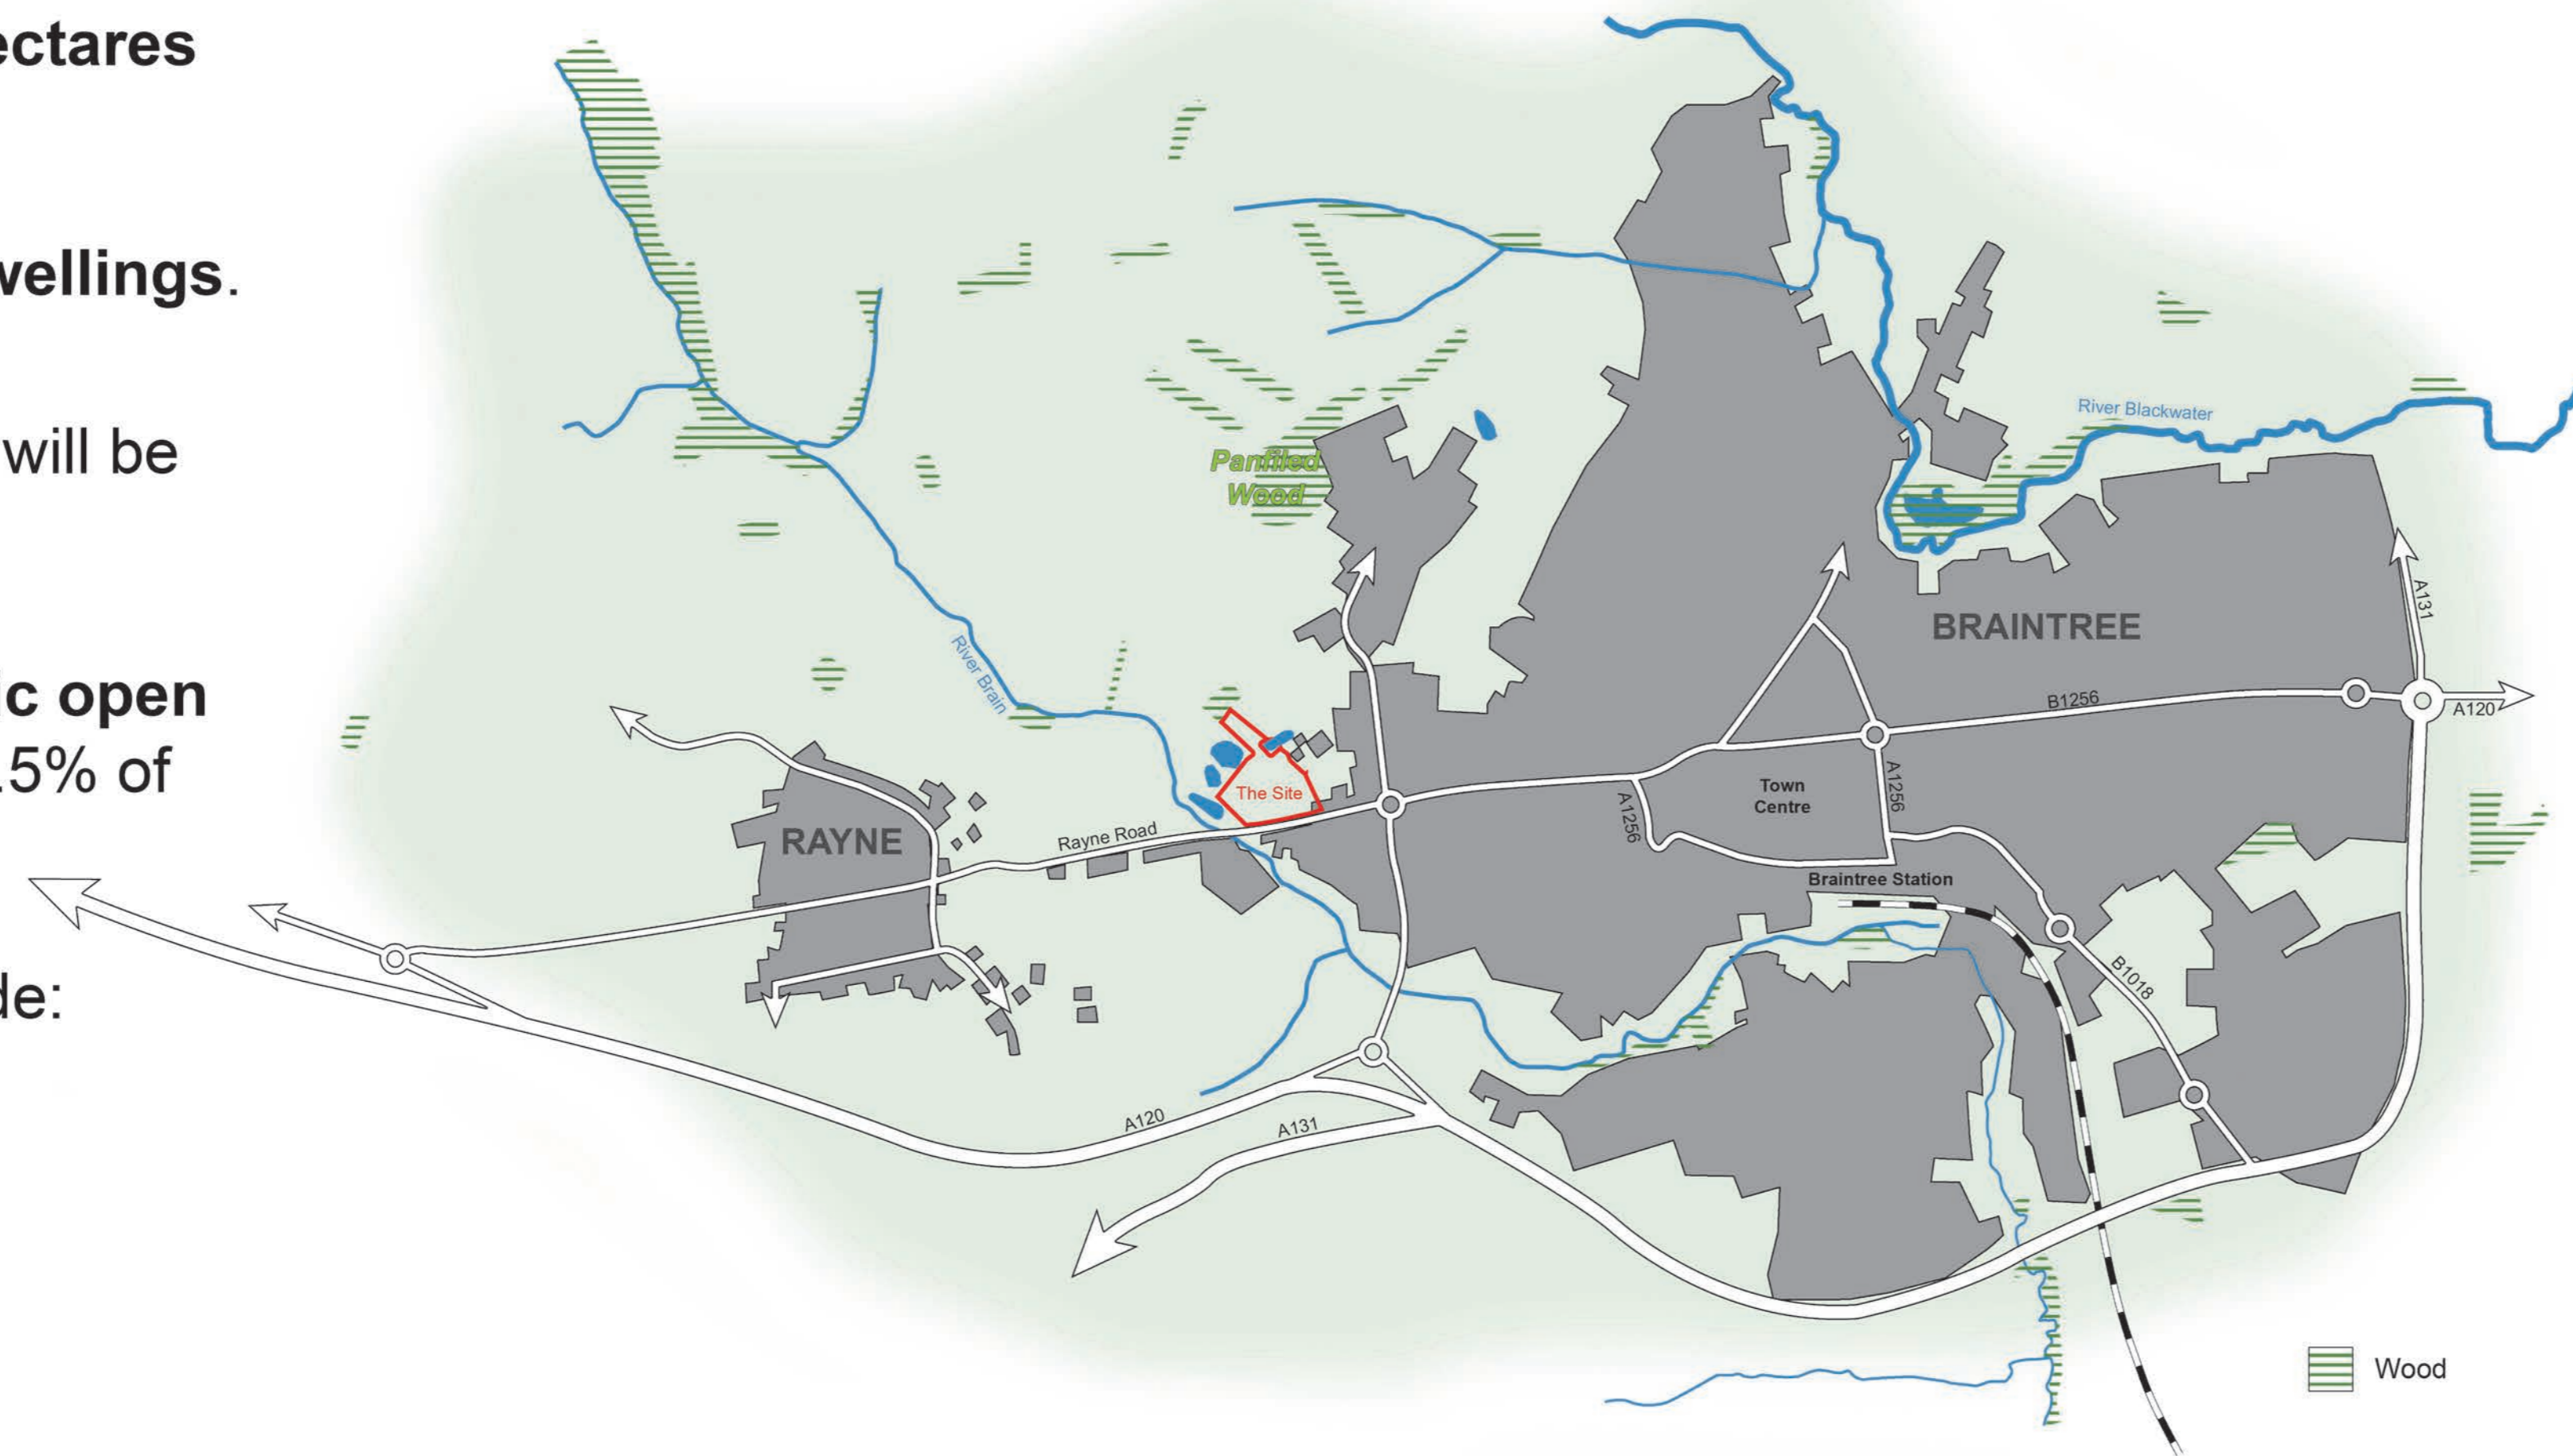 ectares
wellings.
will be
ic open
.5% of
de:
River Blackwater
Panfiled
Wood
BRAINTREE
A131
River Brain
B1256
A120
The Site
Town
Centre
A1256
A1256
Rayne Road
RAYNE
Braintree Station
B1018
A120
A131
Wood